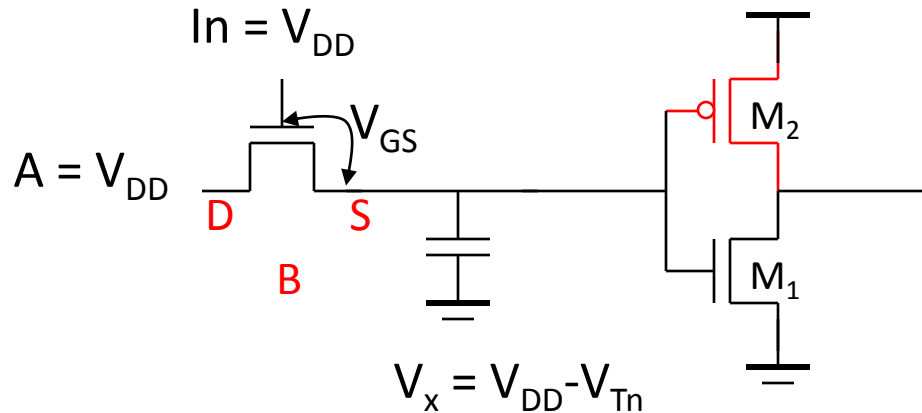 In = V_DD
V_GS
A = V_DD
D
S
B
M_2
M_1
V_x = V_DD-V_Tn